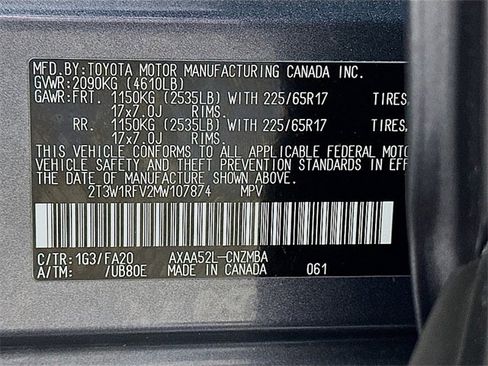 MFD.BY:TOYOTA MOTOR MANUFACTURING CANADA INC.
GVWR:2090KG (4610LB)
GAWR:FRT. 1150KG (2535LB) WITH 225/65R17 TIRES,
17x7.0J RIMS.
RR. 1150KG (2535LB) WITH 225/65R17 TIRES,
17x7.0J RIMS.
THIS VEHICLE CONFORMS TO ALL APPLICABLE FEDERAL MOTO
VEHICLE SAFETY AND THEFT PREVENTION STANDARDS IN EFFE
THE DATE OF MANUFACTURE SHOWN ABOVE.
2T3W1RFV2MW107874 MPV
C/TR:1G3/FA20 AXAA52L-CNZMBA
A/TM: /UB80E MADE IN CANADA 061